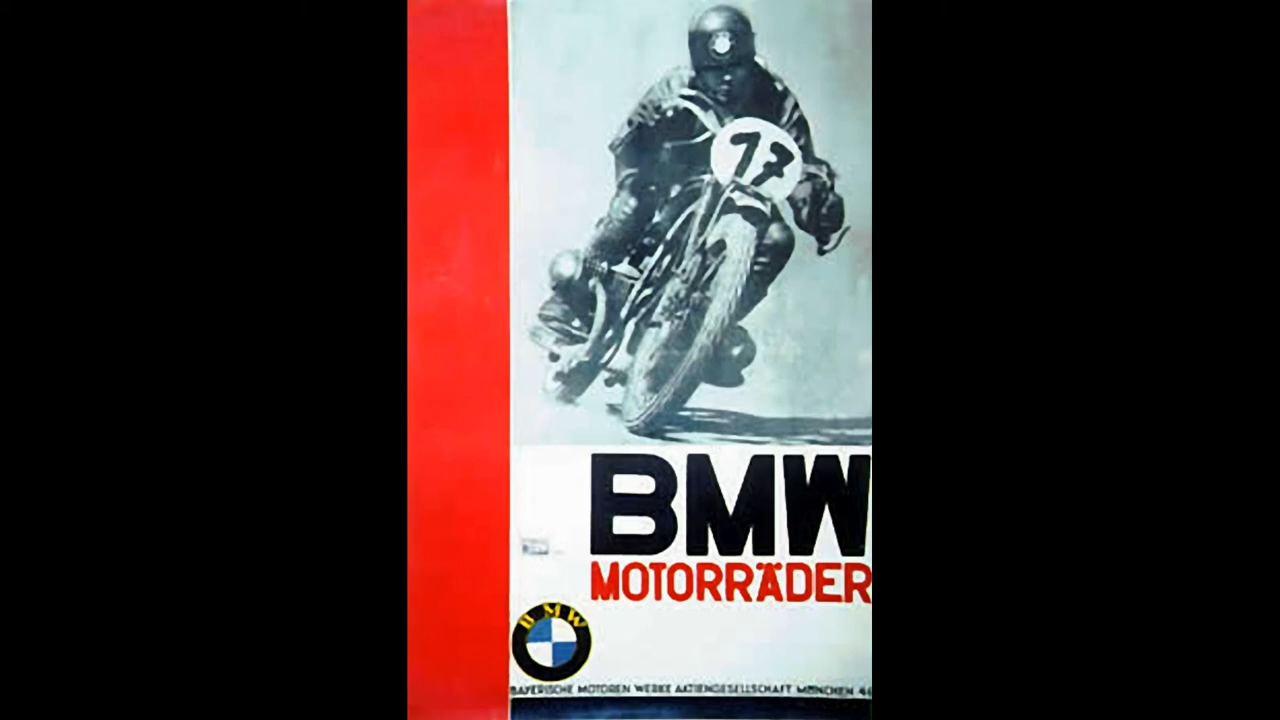 77
BMW
MOTORRÄDER
BMW
BAYERISCHE MOTOREN WERKE AKTIENGESELLSCHAFT MÜNCHEN 46